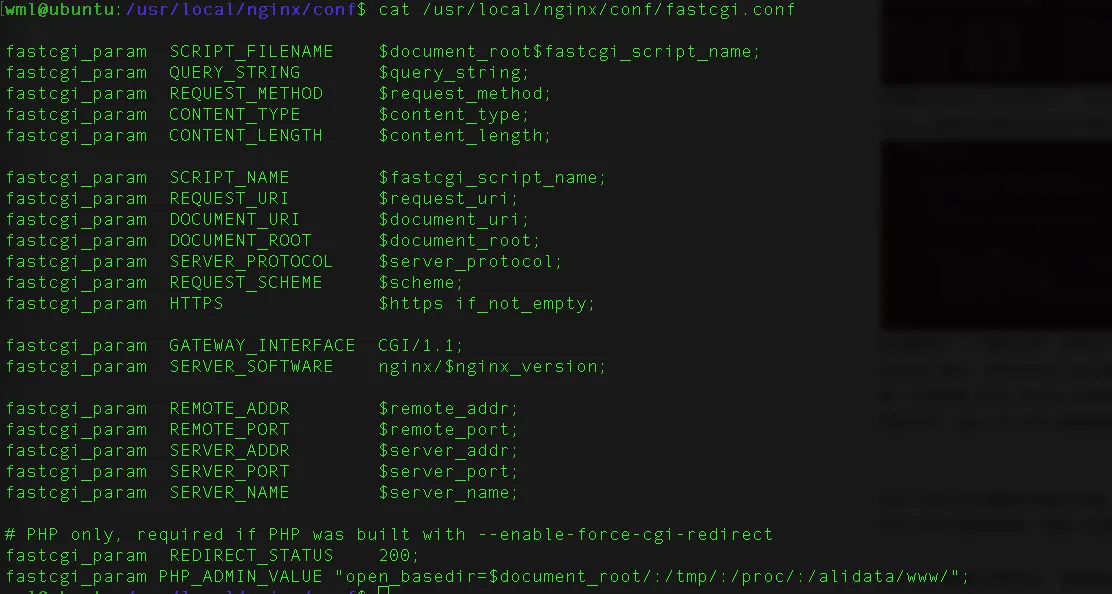 [wml@ubuntu:/usr/local/nginx/conf$ cat /usr/local/nginx/conf/fastcgi.conf
fastcgi_param  SCRIPT_FILENAME    $document_root$fastcgi_script_name;
fastcgi_param  QUERY_STRING       $query_string;
fastcgi_param  REQUEST_METHOD     $request_method;
fastcgi_param  CONTENT_TYPE       $content_type;
fastcgi_param  CONTENT_LENGTH     $content_length;
fastcgi_param  SCRIPT_NAME        $fastcgi_script_name;
fastcgi_param  REQUEST_URI        $request_uri;
fastcgi_param  DOCUMENT_URI       $document_uri;
fastcgi_param  DOCUMENT_ROOT      $document_root;
fastcgi_param  SERVER_PROTOCOL    $server_protocol;
fastcgi_param  REQUEST_SCHEME     $scheme;
fastcgi_param  HTTPS              $https if_not_empty;
fastcgi_param  GATEWAY_INTERFACE  CGI/1.1;
fastcgi_param  SERVER_SOFTWARE    nginx/$nginx_version;
fastcgi_param  REMOTE_ADDR        $remote_addr;
fastcgi_param  REMOTE_PORT        $remote_port;
fastcgi_param  SERVER_ADDR        $server_addr;
fastcgi_param  SERVER_PORT        $server_port;
fastcgi_param  SERVER_NAME        $server_name;
# PHP only, required if PHP was built with --enable-force-cgi-redirect
fastcgi_param  REDIRECT_STATUS    200;
fastcgi_param PHP_ADMIN_VALUE "open_basedir=$document_root/:/tmp/:/proc/:/alidata/www/";